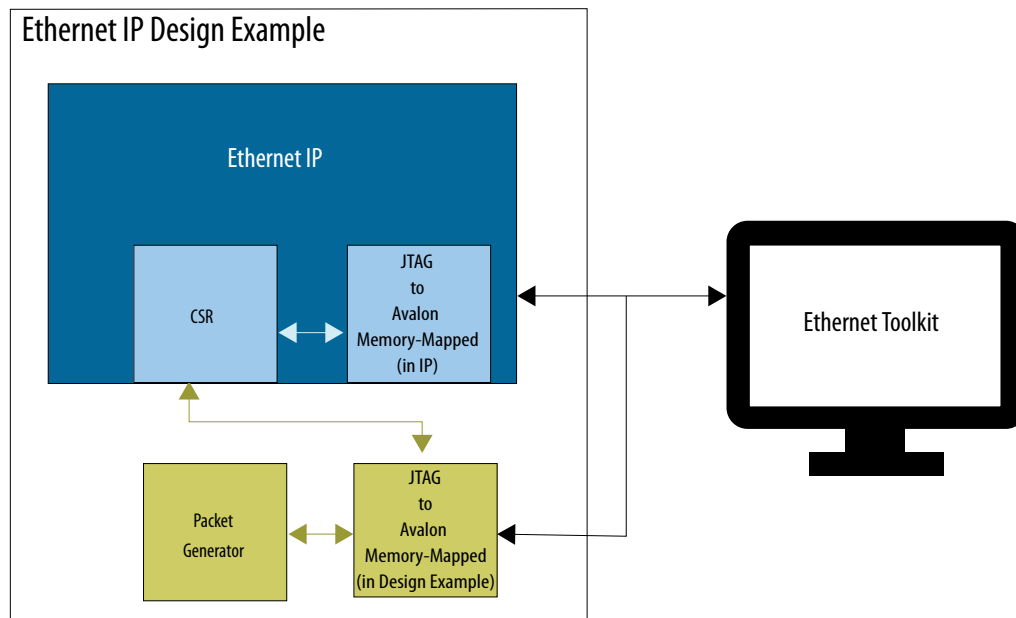 Ethernet IP Design Example
Ethernet IP
CSR
JTAG
to
Avalon
Memory-Mapped
(in IP)
Ethernet Toolkit
Packet
Generator
JTAG
to
Avalon
Memory-Mapped
(in Design Example)